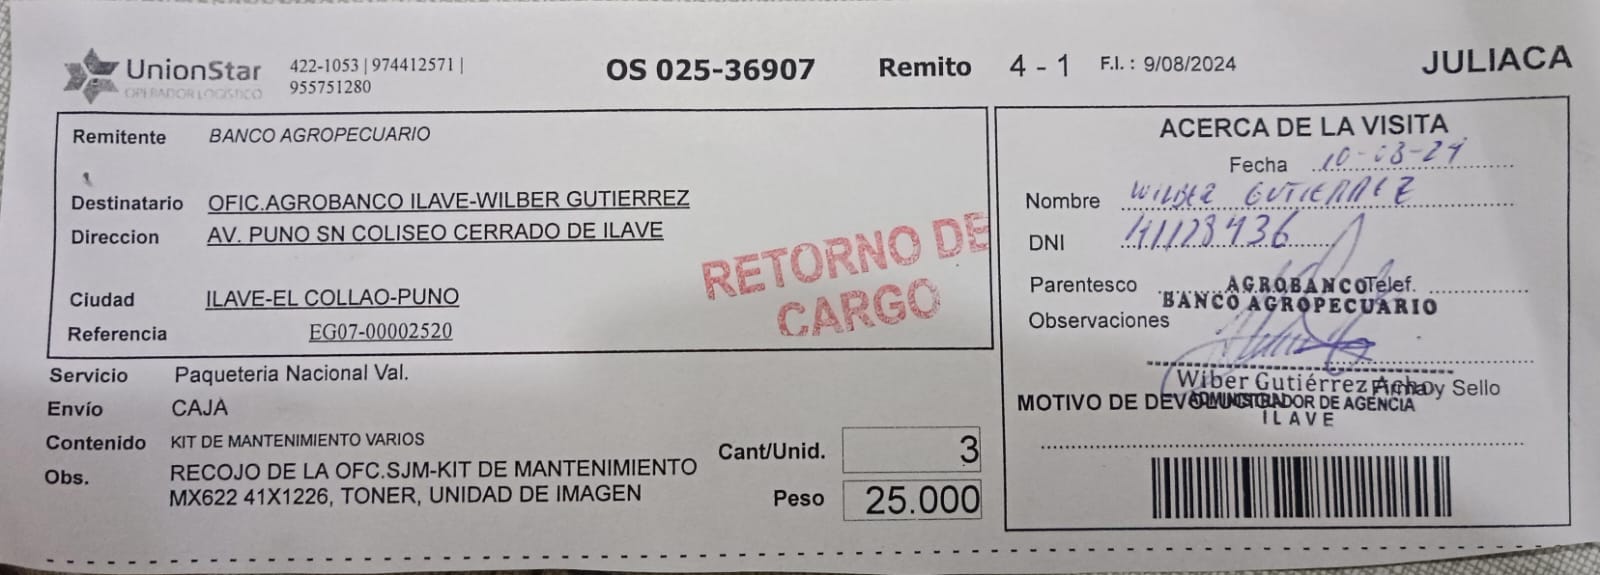 UnionStar
OPERADOR LOGISTICO
422-1053 | 974412571 |
955751280
OS 025-36907
Remito 4 - 1
F.I. : 9/08/2024
JULIACA
Remitente BANCO AGROPECUARIO
Destinatario OFIC.AGROBANCO ILAVE-WILBER GUTIERREZ
Direccion AV. PUNO SN COLISEO CERRADO DE ILAVE
Ciudad ILAVE-EL COLLAO-PUNO
Referencia EG07-00002520
RETORNO DE
CARGO
Servicio Paqueteria Nacional Val.
Envío CAJA
Contenido KIT DE MANTENIMIENTO VARIOS
Obs. RECOJO DE LA OFC.SJM-KIT DE MANTENIMIENTO
MX622 41X1226, TONER, UNIDAD DE IMAGEN
Cant/Unid. 3
Peso 25.000
ACERCA DE LA VISITA
Fecha 10-08-24
Nombre WILBER GUTIERREZ
DNI
Parentesco Telef.
AGROBANCO
BANCO AGROPECUARIO
Observaciones
Wiber Gutiérrez Acho
Firma y Sello
MOTIVO DE DEVOLUCION
ADMINISTRADOR DE AGENCIA
ILAVE